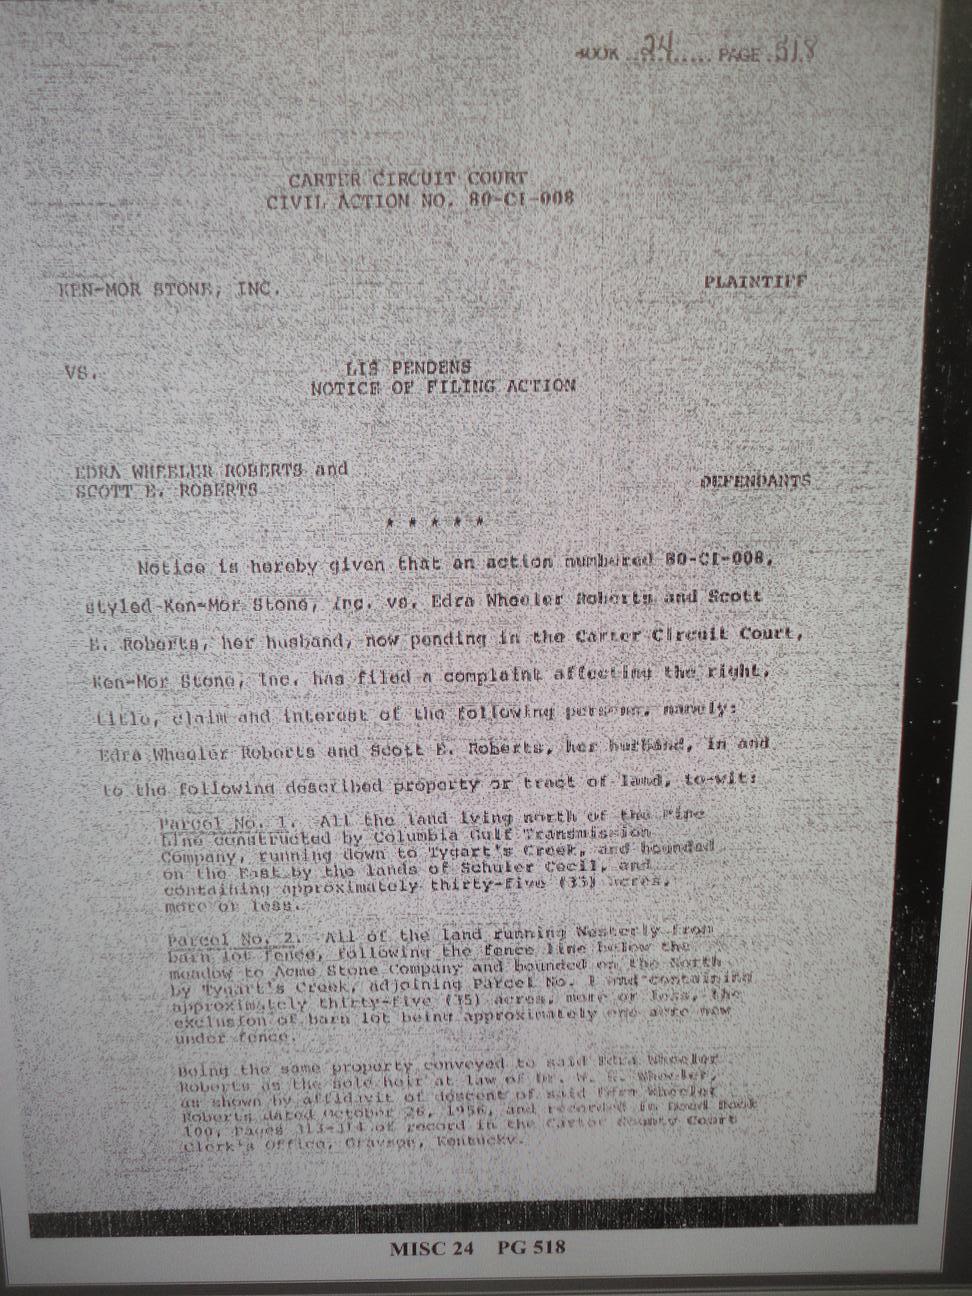 BOOK ..24..... PAGE .518
CARTER CIRCUIT COURT
CIVIL ACTION NO. 80-CI-008
KEN-MOR STONE, INC.
PLAINTIFF
VS.
LIS PENDENS
NOTICE OF FILING ACTION
EDRA WHEELER ROBERTS and
SCOTT E. ROBERTS
DEFENDANTS
* * * * *
Notice is hereby given that an action numbered 80-CI-008,
styled Ken-Mor Stone, Inc. vs. Edra Wheeler Roberts and Scott
E. Roberts, her husband, now pending in the Carter Circuit Court,
Ken-Mor Stone, Inc. has filed a complaint affecting the right,
title, claim and interest of the following persons, namely:
Edra Wheeler Roberts and Scott E. Roberts, her husband, in and
to the following described property or tract of land, to-wit:
Parcel No. 1. All the land lying north of the Pipe
Line constructed by Columbia Gulf Transmission
Company, running down to Tygart's Creek, and bounded
on the East by the lands of Schuler Cecil, and
containing approximately thirty-five (35) acres,
more or less.
Parcel No. 2. All of the land running Westerly from
barn lot fence, following the fence line below the
meadow to Acme Stone Company and bounded on the North
by Tygart's Creek, adjoining Parcel No. 1 and containing
approximately thirty-five (35) acres, more or less, the
exclusion of barn lot being approximately one acre now
under fence.
Being the same property conveyed to said Edra Wheeler
Roberts as the sole heir at law of Dr. W. Wheeler,
as shown by affidavit of descent of said Edra Wheeler
Roberts dated October 26, 1956, and recorded in Deed Book
100, Pages 313-314 of record in the Carter County Court
Clerk's Office, Grayson, Kentucky.
MISC 24 PG 518